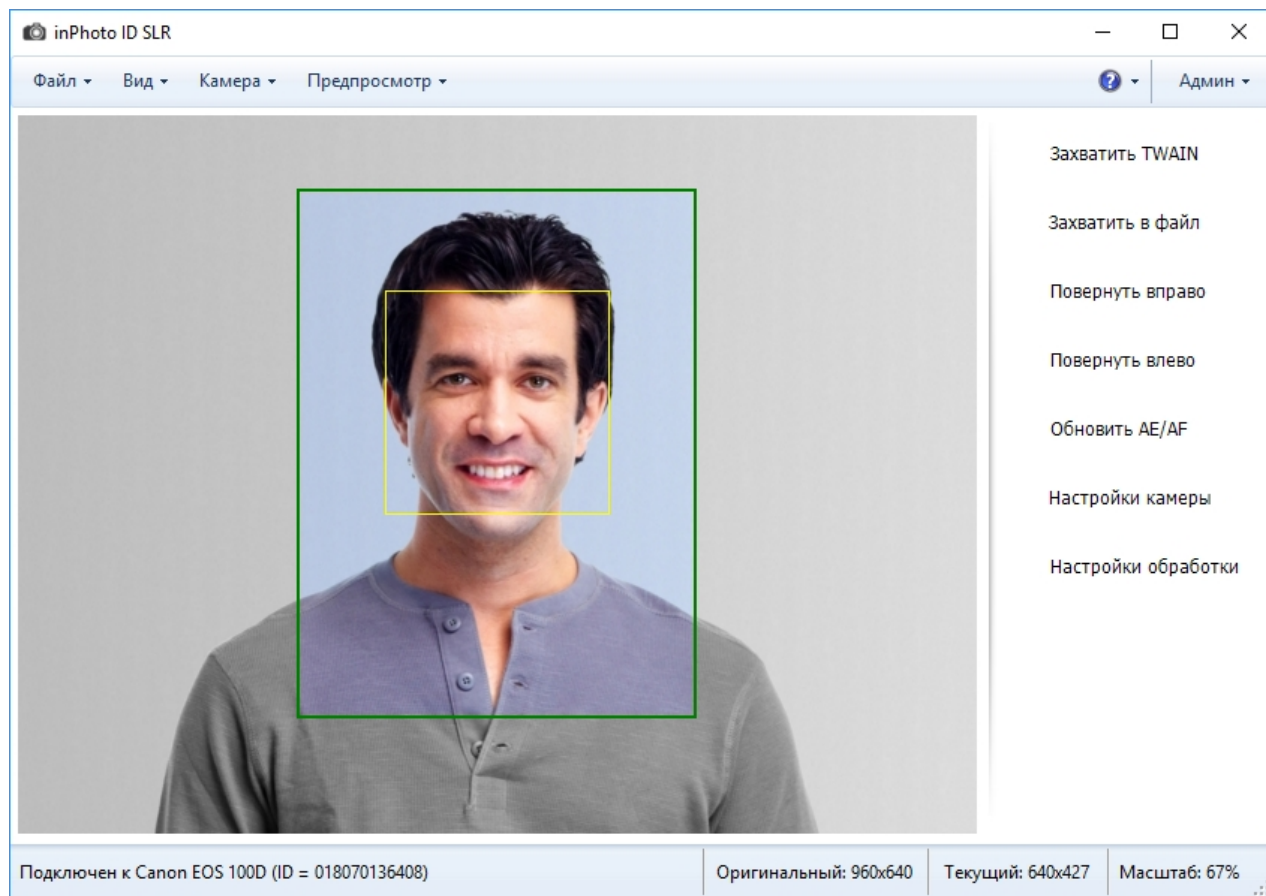 inPhoto ID SLR
Файл Вид Камера Предпросмотр ? Админ
Захватить TWAIN
Захватить в файл
Повернуть вправо
Повернуть влево
Обновить AE/AF
Настройки камеры
Настройки обработки
Подключен к Canon EOS 100D (ID = 018070136408) Оригинальный: 960x640 Текущий: 640x427 Масштаб: 67%